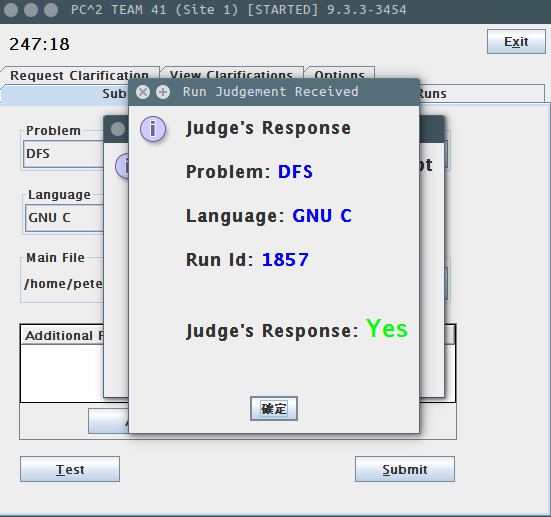 PC^2 TEAM 41 (Site 1) [STARTED] 9.3.3-3454
247:18
Exit
Request Clarification
View Clarifications
Options
Sub
Runs
Run Judgement Received
Judge's Response
Problem: DFS
Language: GNU C
Run Id: 1857
Judge's Response: Yes
確定
Problem
DFS
pt
Language
GNU C
Main File
/home/pete
Additional F
Test
Submit